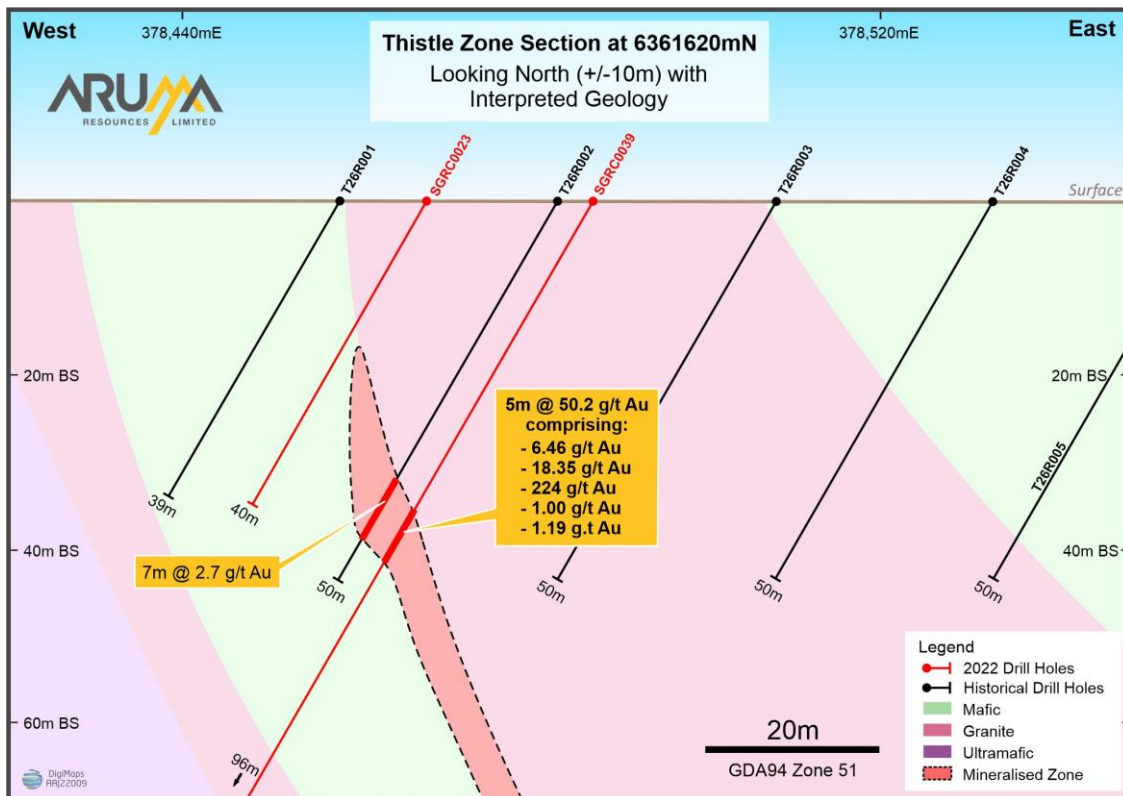 West
378,440mE
Thistle Zone Section at 6361620mN
Looking North (+/-10m) with
Interpreted Geology
378,520mE
East
ARUMA
RESOURCES LIMITED
T26R001
SGRC0023
T26R002
SGRC0039
T26R003
T26R004
Surface
20m BS
20m BS
5m @ 50.2 g/t Au
comprising:
- 6.46 g/t Au
- 18.35 g/t Au
- 224 g/t Au
- 1.00 g/t Au
- 1.19 g.t Au
T26R005
39m
40m
40m BS
40m BS
7m @ 2.7 g/t Au
50m
50m
50m
50m
60m BS
96m
20m
GDA94 Zone 51
Legend
2022 Drill Holes
Historical Drill Holes
Mafic
Granite
Ultramafic
Mineralised Zone
DigiMaps
ARJ22009